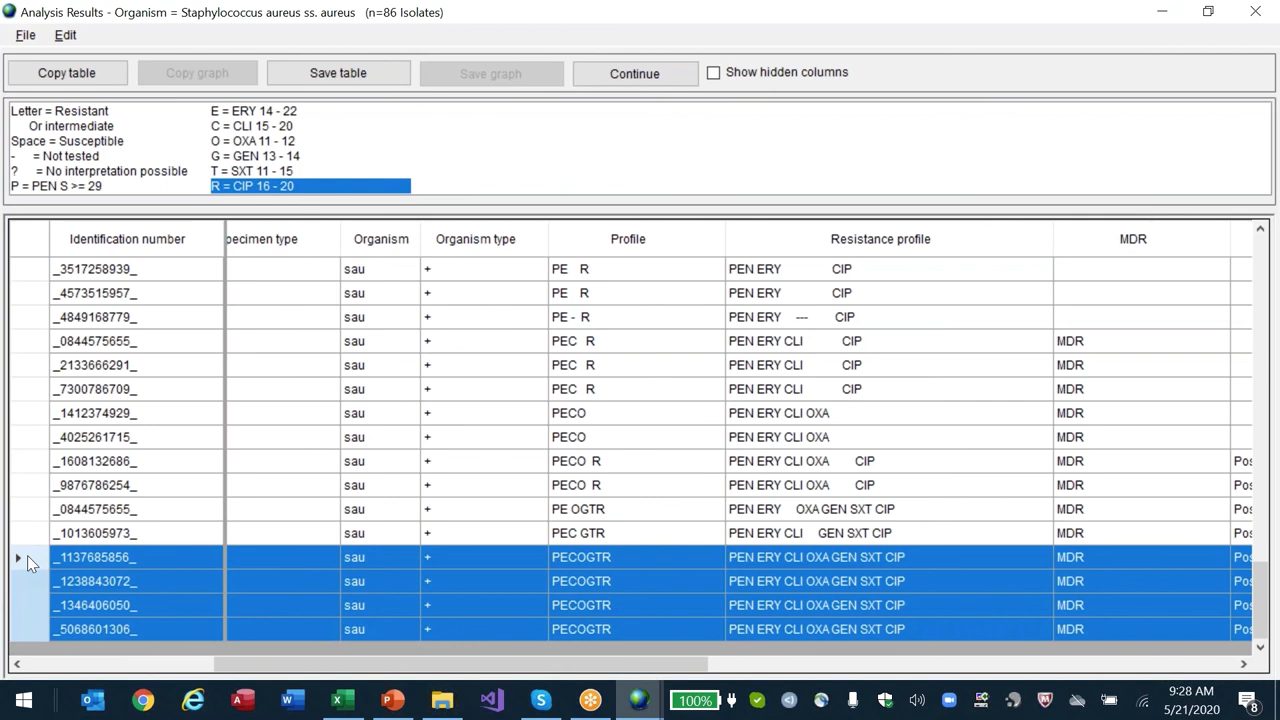 Analysis Results - Organism = Staphylococcus aureus ss. aureus (n=86 Isolates)
File Edit
Copy table Copy graph Save table Save graph Continue Show hidden columns
Letter = Resistant E = ERY 14 - 22
Or intermediate C = CLI 15 - 20
Space = Susceptible O = OXA 11 - 12
- = Not tested G = GEN 13 - 14
? = No interpretation possible T = SXT 11 - 15
P = PEN S >= 29 R = CIP 16 - 20
Identification number pecimen type Organism Organism type Profile Resistance profile MDR
_3517258939_ sau + PE R PEN ERY CIP
_4573515957_ sau + PE R PEN ERY CIP
_4849168779_ sau + PE - R PEN ERY --- CIP
_0844575655_ sau + PEC R PEN ERY CLI CIP MDR
_2133666291_ sau + PEC R PEN ERY CLI CIP MDR
_7300786709_ sau + PEC R PEN ERY CLI CIP MDR
_1412374929_ sau + PECO PEN ERY CLI OXA MDR
_4025261715_ sau + PECO PEN ERY CLI OXA MDR
_1608132686_ sau + PECO R PEN ERY CLI OXA CIP MDR Pos
_9876786254_ sau + PECO R PEN ERY CLI OXA CIP MDR Pos
_0844575655_ sau + PE OGTR PEN ERY OXA GEN SXT CIP MDR Pos
_1013605973_ sau + PEC GTR PEN ERY CLI GEN SXT CIP MDR Pos
_1137685856_ sau + PECOGTR PEN ERY CLI OXA GEN SXT CIP MDR Pos
_1238843072_ sau + PECOGTR PEN ERY CLI OXA GEN SXT CIP MDR Pos
_1346406050_ sau + PECOGTR PEN ERY CLI OXA GEN SXT CIP MDR Pos
_5068601306_ sau + PECOGTR PEN ERY CLI OXA GEN SXT CIP MDR Pos
100% 9:28 AM
5/21/2020 8